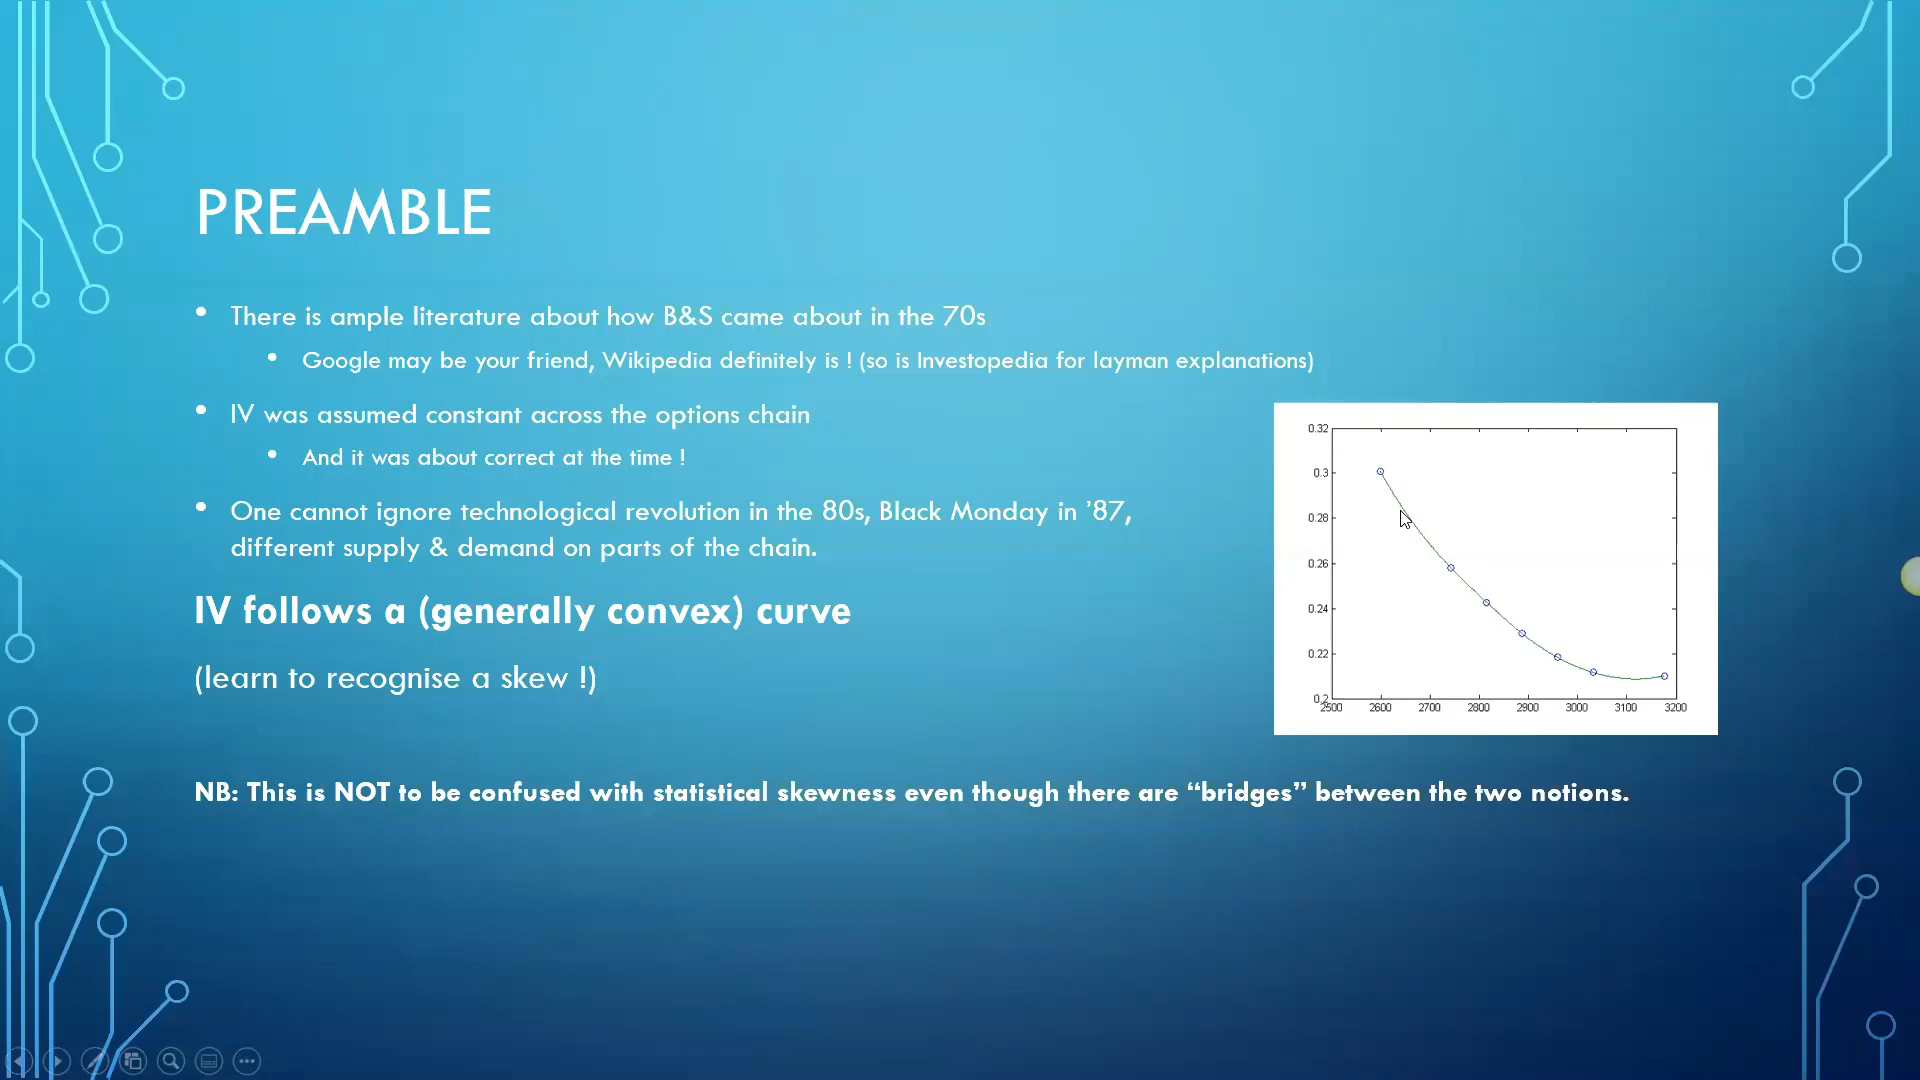 PREAMBLE
• There is ample literature about how B&S came about in the 70s
• Google may be your friend, Wikipedia definitely is ! (so is Investopedia for layman explanations)
• IV was assumed constant across the options chain
• And it was about correct at the time !
• One cannot ignore technological revolution in the 80s, Black Monday in ’87,
different supply & demand on parts of the chain.
IV follows a (generally convex) curve
(learn to recognise a skew !)
0.32
0.3
0.28
0.26
0.24
0.22
0.2
2500 2600 2700 2800 2900 3000 3100 3200
NB: This is NOT to be confused with statistical skewness even though there are “bridges” between the two notions.